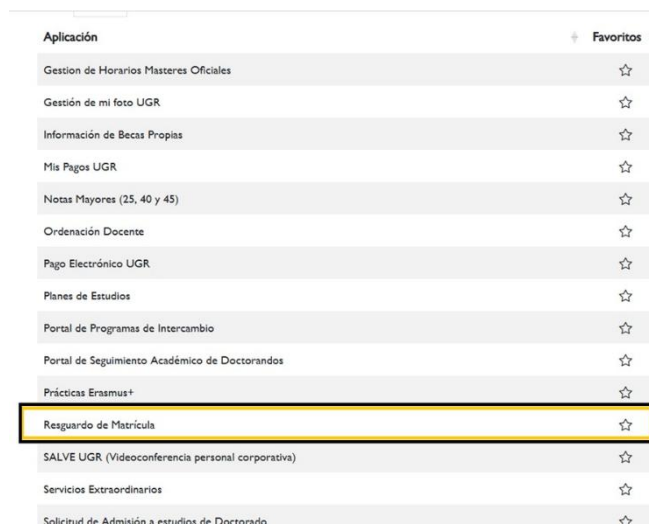 Aplicación Favoritos
Gestion de Horarios Masteres Oficiales
Gestión de mi foto UGR
Información de Becas Propias
Mis Pagos UGR
Notas Mayores (25, 40 y 45)
Ordenación Docente
Pago Electrónico UGR
Planes de Estudios
Portal de Programas de Intercambio
Portal de Seguimiento Académico de Doctorandos
Prácticas Erasmus+
Resguardo de Matrícula
SALVE UGR (Videoconferencia personal corporativa)
Servicios Extraordinarios
Solicitud de Admisión a estudios de Doctorado